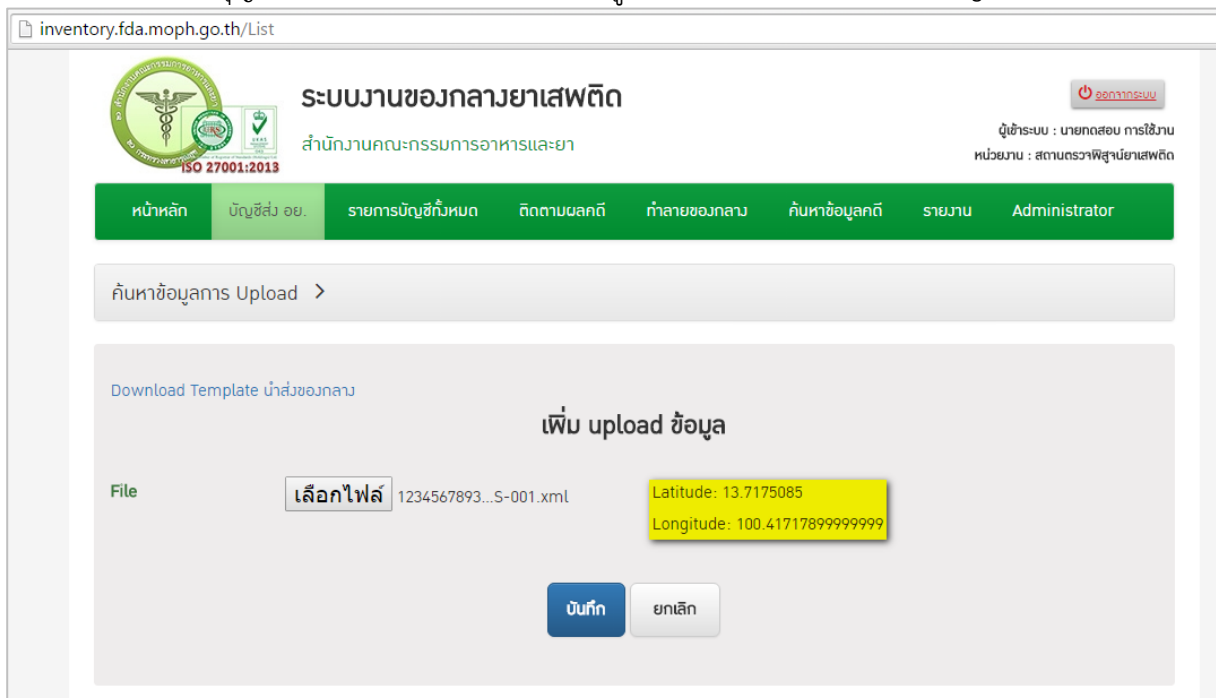 inventory.fda.moph.go.th/List
ระบบงานของกลางยาเสพติด
สำนักงานคณะกรรมการอาหารและยา
ISO 27001:2013
ออกจากระบบ
ผู้เข้าระบบ : นายทดสอบ การใช้งาน
หน่วยงาน : สถานตรวจพิสูจน์ยาเสพติด
หน้าหลัก บัญชีส่ง อย. รายการบัญชีทั้งหมด ติดตามผลคดี ทำลายของกลาง ค้นหาข้อมูลคดี รายงาน Administrator
ค้นหาข้อมูลการ Upload >
Download Template นำส่งของกลาง
เพิ่ม upload ข้อมูล
File เลือกไฟล์ 1234567893...S-001.xml
Latitude: 13.7175085
Longitude: 100.41717899999999
บันทึก ยกเลิก